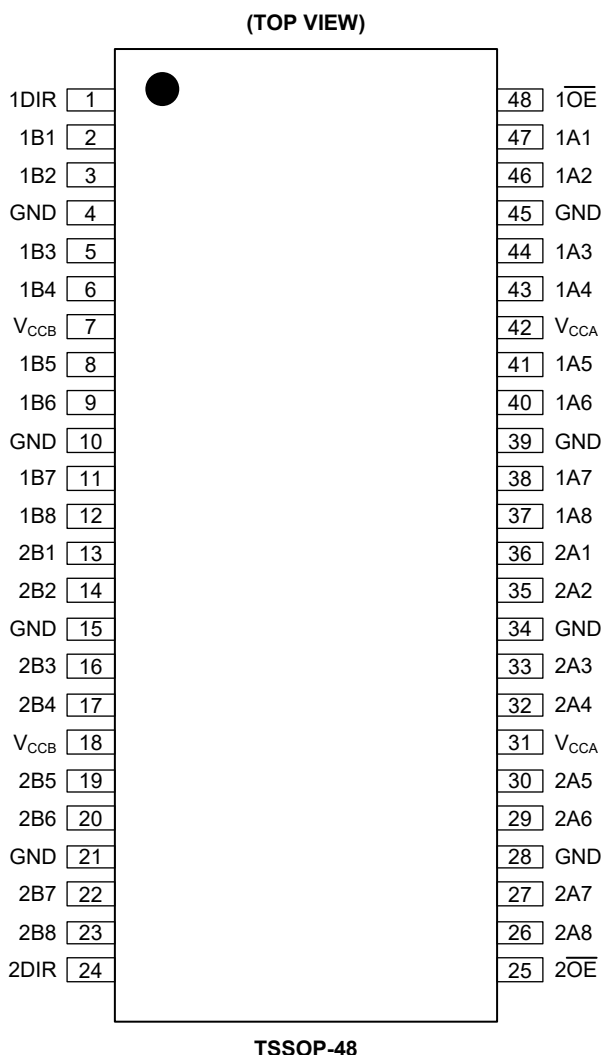 (TOP VIEW)
1DIR 1 48 1O̅E̅
1B1 2 47 1A1
1B2 3 46 1A2
GND 4 45 GND
1B3 5 44 1A3
1B4 6 43 1A4
VCCB 7 42 VCCA
1B5 8 41 1A5
1B6 9 40 1A6
GND 10 39 GND
1B7 11 38 1A7
1B8 12 37 1A8
2B1 13 36 2A1
2B2 14 35 2A2
GND 15 34 GND
2B3 16 33 2A3
2B4 17 32 2A4
VCCB 18 31 VCCA
2B5 19 30 2A5
2B6 20 29 2A6
GND 21 28 GND
2B7 22 27 2A7
2B8 23 26 2A8
2DIR 24 25 2O̅E̅
TSSOP-48